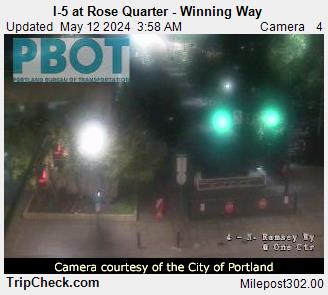 I-5 at Rose Quarter - Winning Way
Updated May 12 2024 3:58 AM Camera 4
PBOT
PORTLAND BUREAU OF TRANSPORTATION
4 - N. Ramsey Wy
@ One Ctr
Camera courtesy of the City of Portland
TripCheck.com Milepost302.00